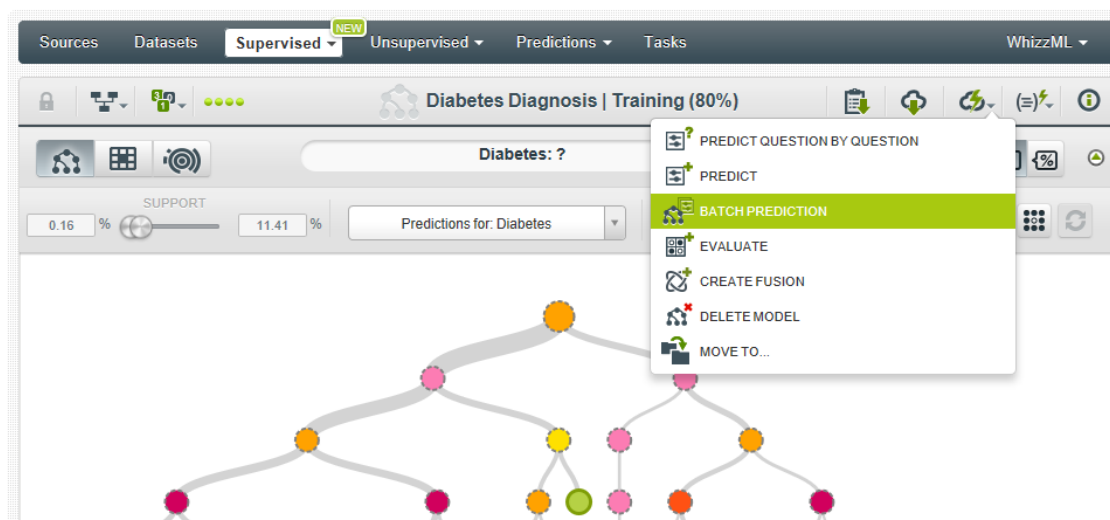 NEW
Sources Datasets Supervised Unsupervised Predictions Tasks WhizzML
Diabetes Diagnosis | Training (80%)
Diabetes: ?
SUPPORT
0.16 % 11.41 %
Predictions for: Diabetes
PREDICT QUESTION BY QUESTION
PREDICT
BATCH PREDICTION
EVALUATE
CREATE FUSION
DELETE MODEL
MOVE TO...